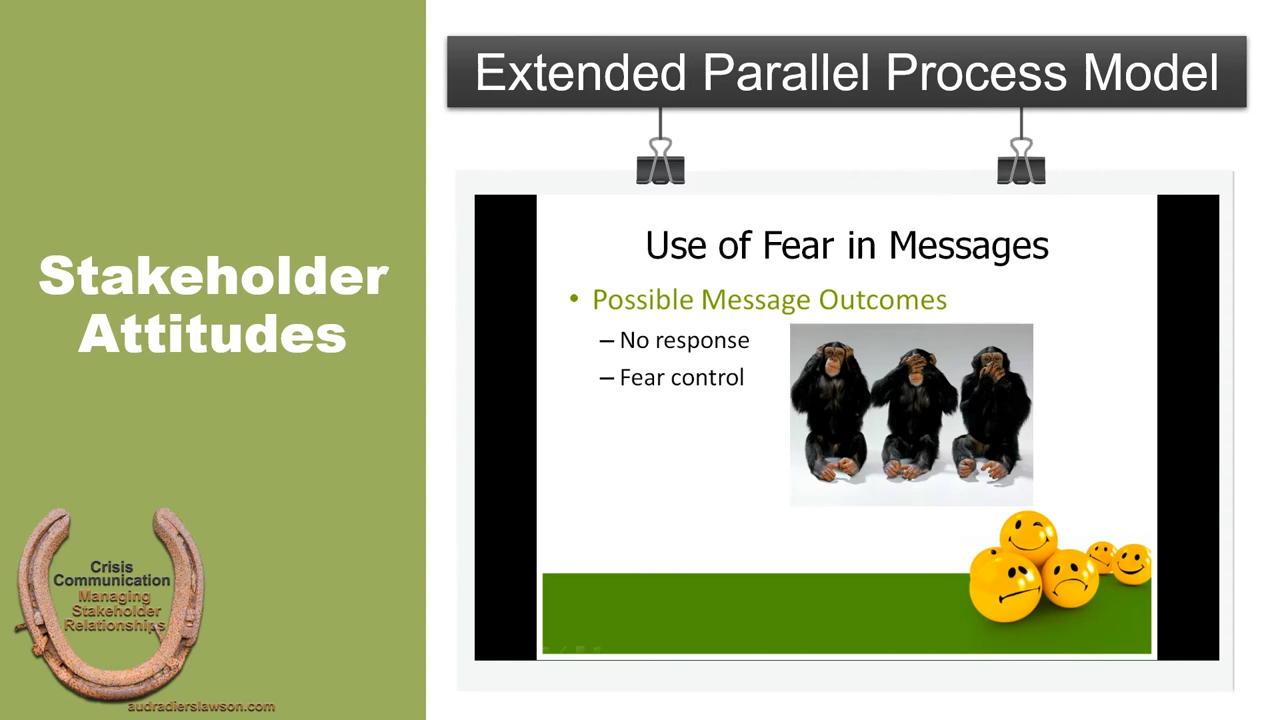 Extended Parallel Process Model
Stakeholder
Attitudes
Use of Fear in Messages
• Possible Message Outcomes
– No response
– Fear control
Crisis
Communication
Managing
Stakeholder
Relationships
audradierslawson.com